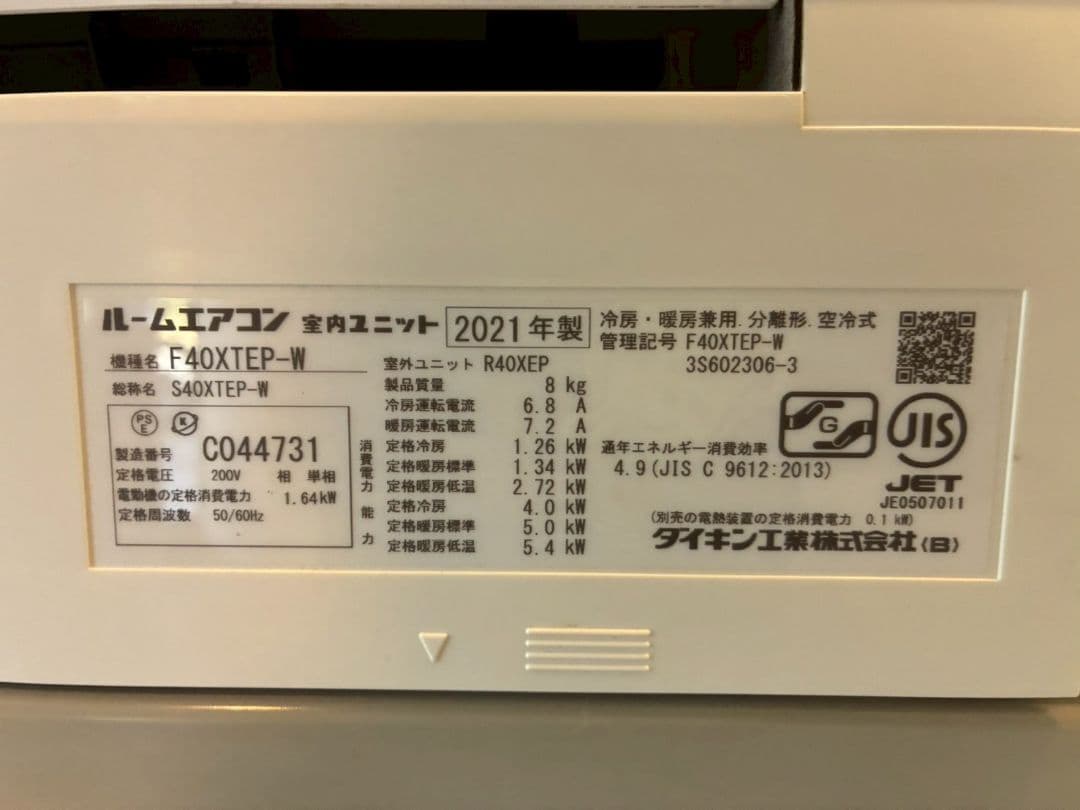 ルームエアコン 室内ユニット 2021年製
機種名 F40XTEP-W
総称名 S40XTEP-W
PS
E
製造番号 C044731
定格電圧 200V 相 単相
電動機の定格消費電力 1.64kW
定格周波数 50/60Hz
室外ユニット R40XEP
製品質量 8 kg
冷房運転電流 6.8 A
暖房運転電流 7.2 A
消費電力
定格冷房 1.26 kW
定格暖房標準 1.34 kW
定格暖房低温 2.72 kW
能力
定格冷房 4.0 kW
定格暖房標準 5.0 kW
定格暖房低温 5.4 kW
冷房・暖房兼用.分離形.空冷式
管理記号 F40XTEP-W
3S602306-3
通年エネルギー消費効率
4.9(JIS C 9612:2013)
G
JIS
JET
JE0507011
(別売の電熱装置の定格消費電力 0.1 kW)
ダイキン工業株式会社(B)